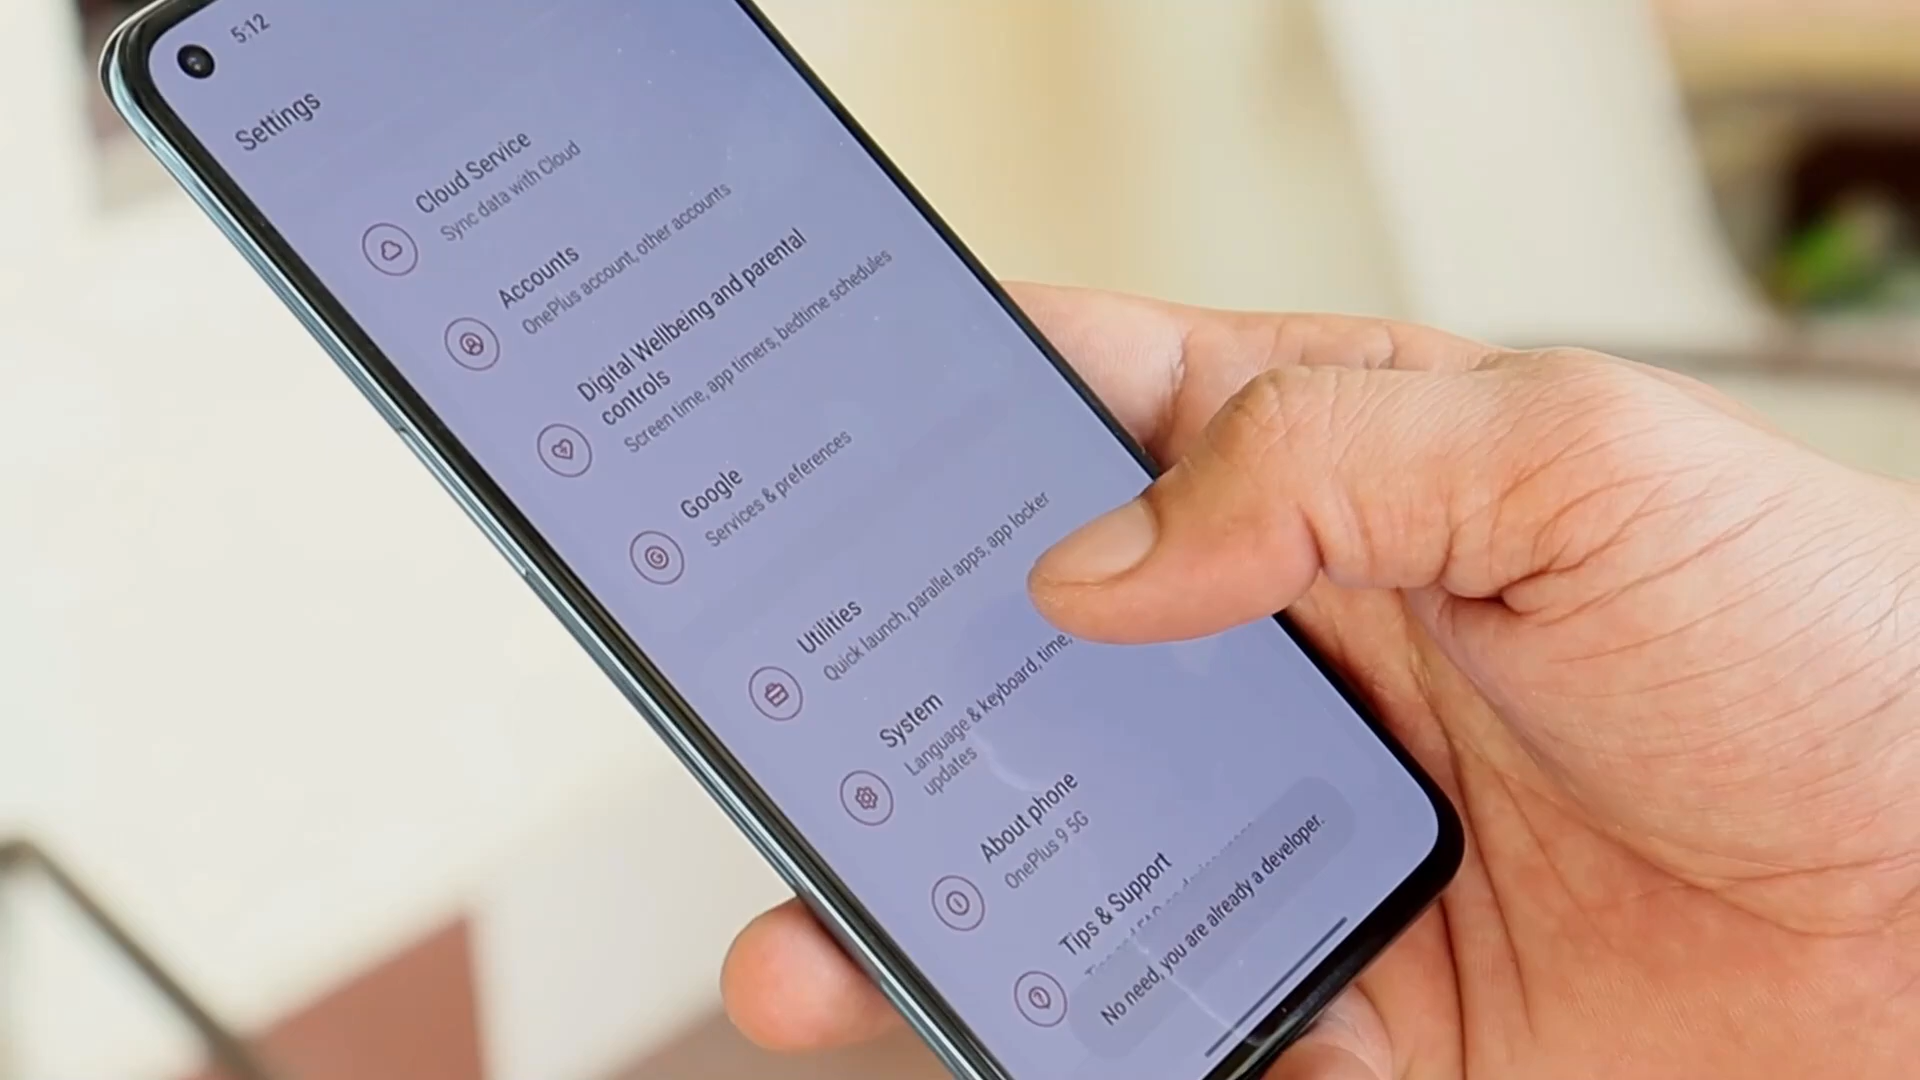 5:12
Settings
Cloud Service
Sync data with Cloud
Accounts
OnePlus account, other accounts
Digital Wellbeing and parental
controls
Screen time, app timers, bedtime schedules
Google
Services & preferences
Utilities
Quick launch, parallel apps, app locker
System
Language & keyboard, time,
updates
About phone
OnePlus 9 5G
Tips & Support
No need, you are already a developer.